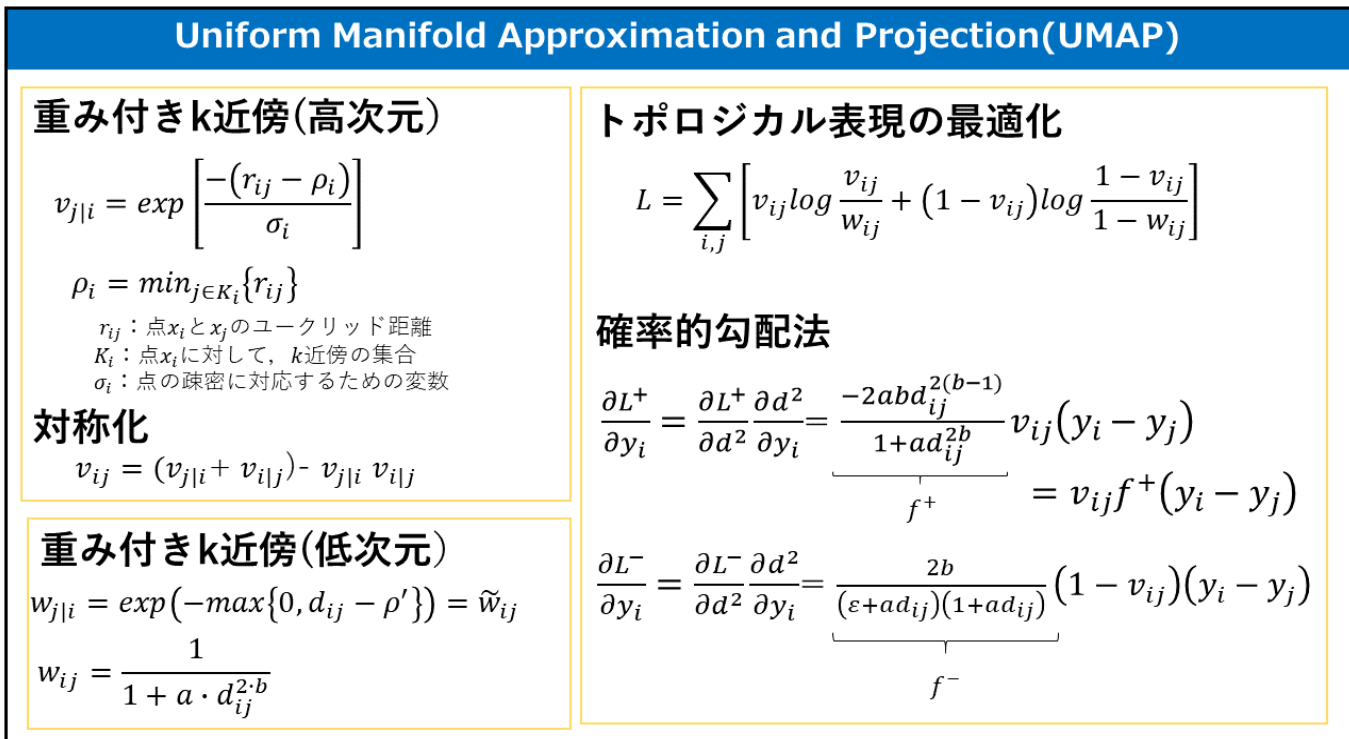 Uniform Manifold Approximation and Projection(UMAP)
重み付きk近傍(高次元)
v_{j|i} = exp [ -(r_{ij} - ρ_i) / σ_i ]
ρ_i = min_{j∈K_i}{r_{ij}}
r_{ij}：点x_iとx_jのユークリッド距離
K_i：点x_iに対して，k近傍の集合
σ_i：点の疎密に対応するための変数
対称化
v_{ij} = (v_{j|i}+ v_{i|j})- v_{j|i} v_{i|j}
重み付きk近傍(低次元)
w_{j|i} = exp(-max{0, d_{ij} - ρ'}) = \tilde{w}_{ij}
w_{ij} = 1 / (1 + a · d_{ij}^{2·b})
トポロジカル表現の最適化
L = ∑_{i,j} [ v_{ij} log (v_{ij} / w_{ij}) + (1 - v_{ij}) log ((1 - v_{ij}) / (1 - w_{ij})) ]
確率的勾配法
∂L^+/∂y_i = ∂L^+/∂d^2 ∂d^2/∂y_i = (-2abd_{ij}^{2(b-1)} / (1+ad_{ij}^{2b})) v_{ij}(y_i - y_j)
f^+
= v_{ij} f^+(y_i - y_j)
∂L^-/∂y_i = ∂L^-/∂d^2 ∂d^2/∂y_i = (2b / ((ε+ad_{ij})(1+ad_{ij}))) (1 - v_{ij})(y_i - y_j)
f^-